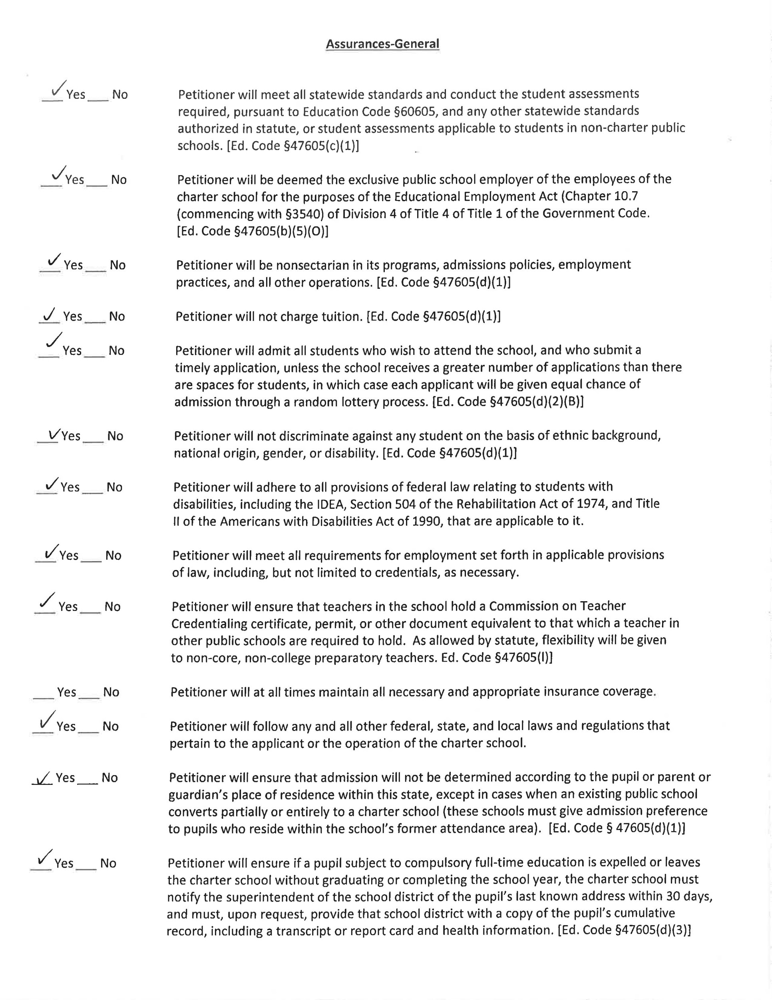 Assurances-General
✓ Yes___ No Petitioner will meet all statewide standards and conduct the student assessments
required, pursuant to Education Code §60605, and any other statewide standards
authorized in statute, or student assessments applicable to students in non-charter public
schools. [Ed. Code §47605(c)(1)]
✓ Yes___ No Petitioner will be deemed the exclusive public school employer of the employees of the
charter school for the purposes of the Educational Employment Act (Chapter 10.7
(commencing with §3540) of Division 4 of Title 4 of Title 1 of the Government Code.
[Ed. Code §47605(b)(5)(O)]
✓ Yes___ No Petitioner will be nonsectarian in its programs, admissions policies, employment
practices, and all other operations. [Ed. Code §47605(d)(1)]
✓ Yes___ No Petitioner will not charge tuition. [Ed. Code §47605(d)(1)]
✓ Yes___ No Petitioner will admit all students who wish to attend the school, and who submit a
timely application, unless the school receives a greater number of applications than there
are spaces for students, in which case each applicant will be given equal chance of
admission through a random lottery process. [Ed. Code §47605(d)(2)(B)]
✓ Yes___ No Petitioner will not discriminate against any student on the basis of ethnic background,
national origin, gender, or disability. [Ed. Code §47605(d)(1)]
✓ Yes___ No Petitioner will adhere to all provisions of federal law relating to students with
disabilities, including the IDEA, Section 504 of the Rehabilitation Act of 1974, and Title
II of the Americans with Disabilities Act of 1990, that are applicable to it.
✓ Yes___ No Petitioner will meet all requirements for employment set forth in applicable provisions
of law, including, but not limited to credentials, as necessary.
✓ Yes___ No Petitioner will ensure that teachers in the school hold a Commission on Teacher
Credentialing certificate, permit, or other document equivalent to that which a teacher in
other public schools are required to hold. As allowed by statute, flexibility will be given
to non-core, non-college preparatory teachers. Ed. Code §47605(l)]
___ Yes___ No Petitioner will at all times maintain all necessary and appropriate insurance coverage.
✓ Yes___ No Petitioner will follow any and all other federal, state, and local laws and regulations that
pertain to the applicant or the operation of the charter school.
✓ Yes___ No Petitioner will ensure that admission will not be determined according to the pupil or parent or
guardian's place of residence within this state, except in cases when an existing public school
converts partially or entirely to a charter school (these schools must give admission preference
to pupils who reside within the school's former attendance area). [Ed. Code § 47605(d)(1)]
✓ Yes___ No Petitioner will ensure if a pupil subject to compulsory full-time education is expelled or leaves
the charter school without graduating or completing the school year, the charter school must
notify the superintendent of the school district of the pupil's last known address within 30 days,
and must, upon request, provide that school district with a copy of the pupil's cumulative
record, including a transcript or report card and health information. [Ed. Code §47605(d)(3)]